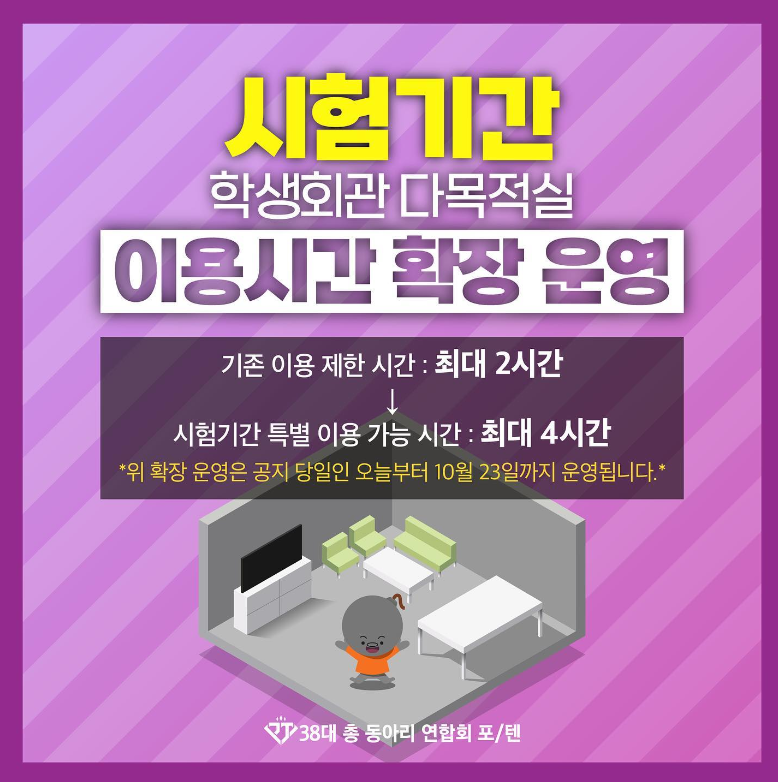 시험기간
학생회관 다목적실
이용시간 확장 운영
기존 이용 제한 시간 : 최대 2시간
↓
시험기간 특별 이용 가능 시간 : 최대 4시간
*위 확장 운영은 공지 당일인 오늘부터 10월 23일까지 운영됩니다.*
38대 총 동아리 연합회 포/텐